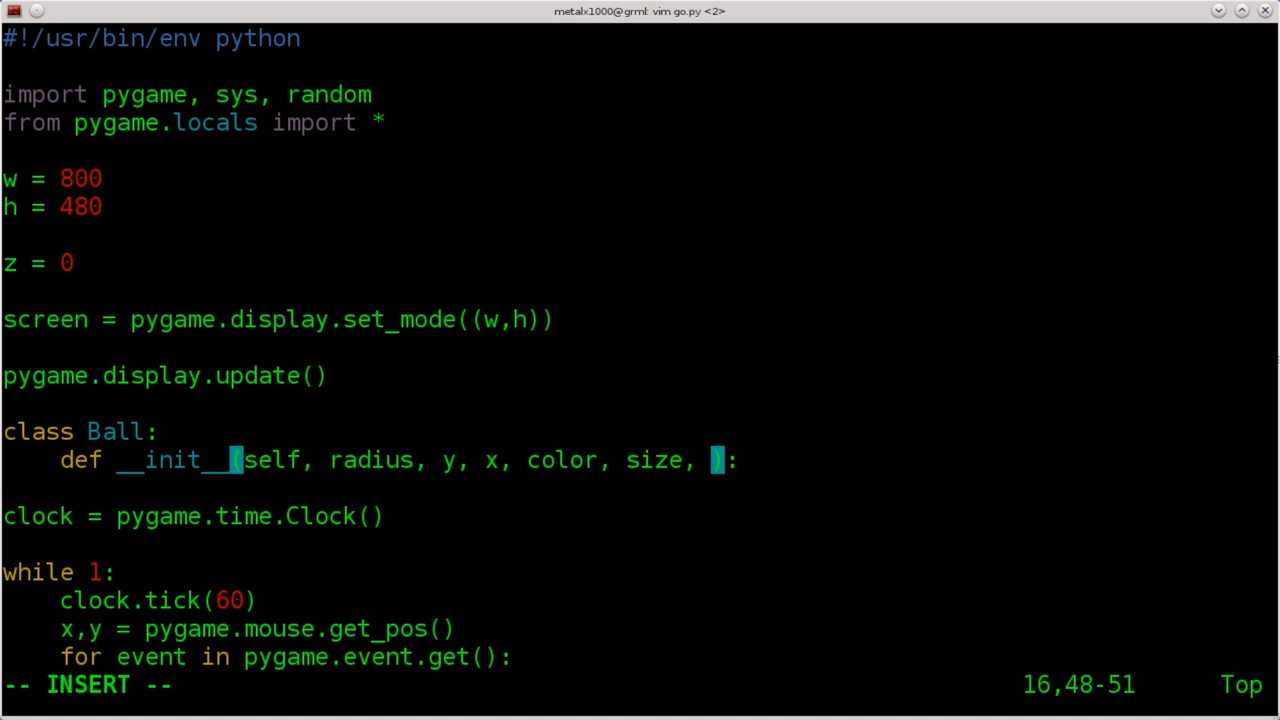 metalx1000@grml: vim go.py <2>
#!/usr/bin/env python
import pygame, sys, random
from pygame.locals import *
w = 800
h = 480
z = 0
screen = pygame.display.set_mode((w,h))
pygame.display.update()
class Ball:
    def __init__(self, radius, y, x, color, size, ):
clock = pygame.time.Clock()
while 1:
    clock.tick(60)
    x,y = pygame.mouse.get_pos()
    for event in pygame.event.get():
-- INSERT -- 16,48-51 Top